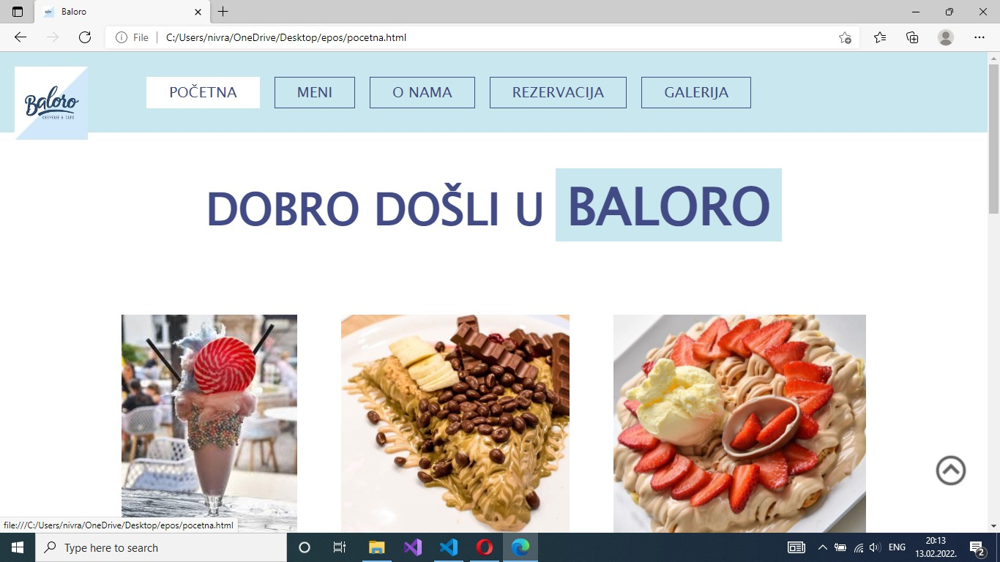 Baloro
File
C:/Users/nivra/OneDrive/Desktop/epos/pocetna.html
Baloro
CREPERIE & CAFE
POČETNA
MENI
O NAMA
REZERVACIJA
GALERIJA
DOBRO DOŠLI U BALORO
file:///C:/Users/nivra/OneDrive/Desktop/epos/pocetna.html
Type here to search
ENG
20:13
13.02.2022.
2